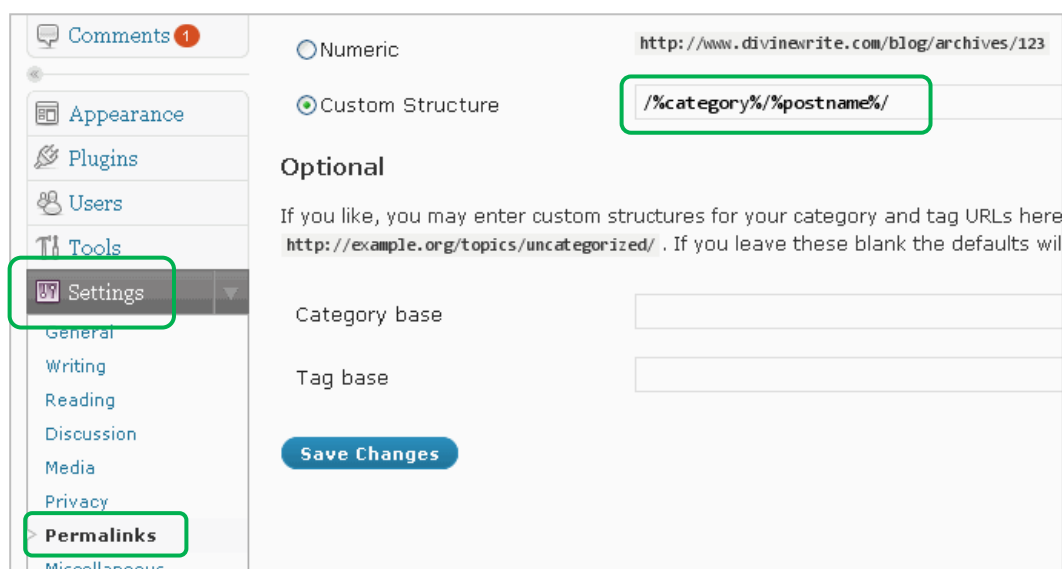 Comments 1
Appearance
Plugins
Users
Tools
Settings
General
Writing
Reading
Discussion
Media
Privacy
Permalinks
Miscellaneous
Numeric http://www.divinewrite.com/blog/archives/123
Custom Structure /%category%/%postname%/
Optional
If you like, you may enter custom structures for your category and tag URLs here
http://example.org/topics/uncategorized/ . If you leave these blank the defaults wil
Category base
Tag base
Save Changes